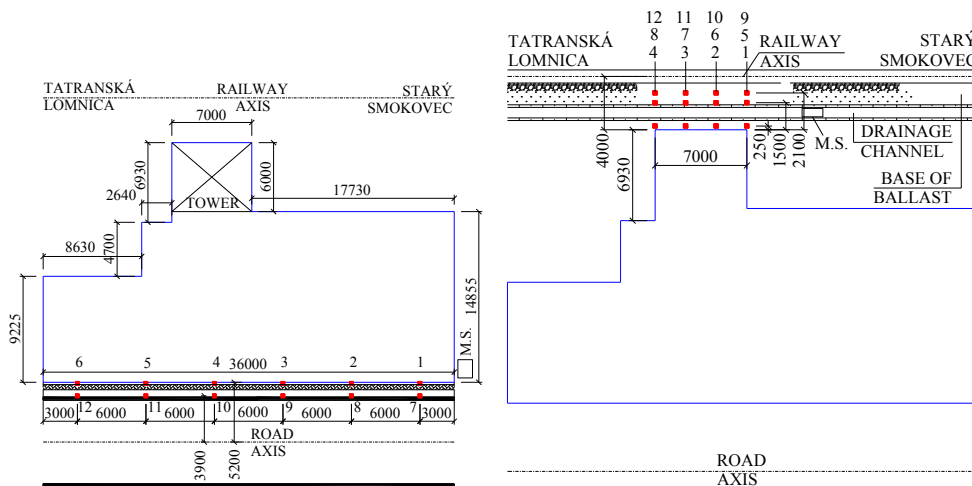 TATRANSKÁ
LOMNICA
RAILWAY
AXIS
STARÝ
SMOKOVEC
7000
6930
6000
2640
17730
TOWER
4700
8630
9225
14855
M.S.
6 5 4 3 2 1
36000
3000 12 6000 11 6000 10 6000 9 6000 8 6000 7 3000
ROAD
AXIS
3900
5200
12 11 10 9
8 7 6 5
4 3 2 1
TATRANSKÁ
LOMNICA
RAILWAY
AXIS
STARÝ
SMOKOVEC
4000
6930
7000
250
1500
2100
M.S.
DRAINAGE
CHANNEL
BASE OF
BALLAST
ROAD
AXIS